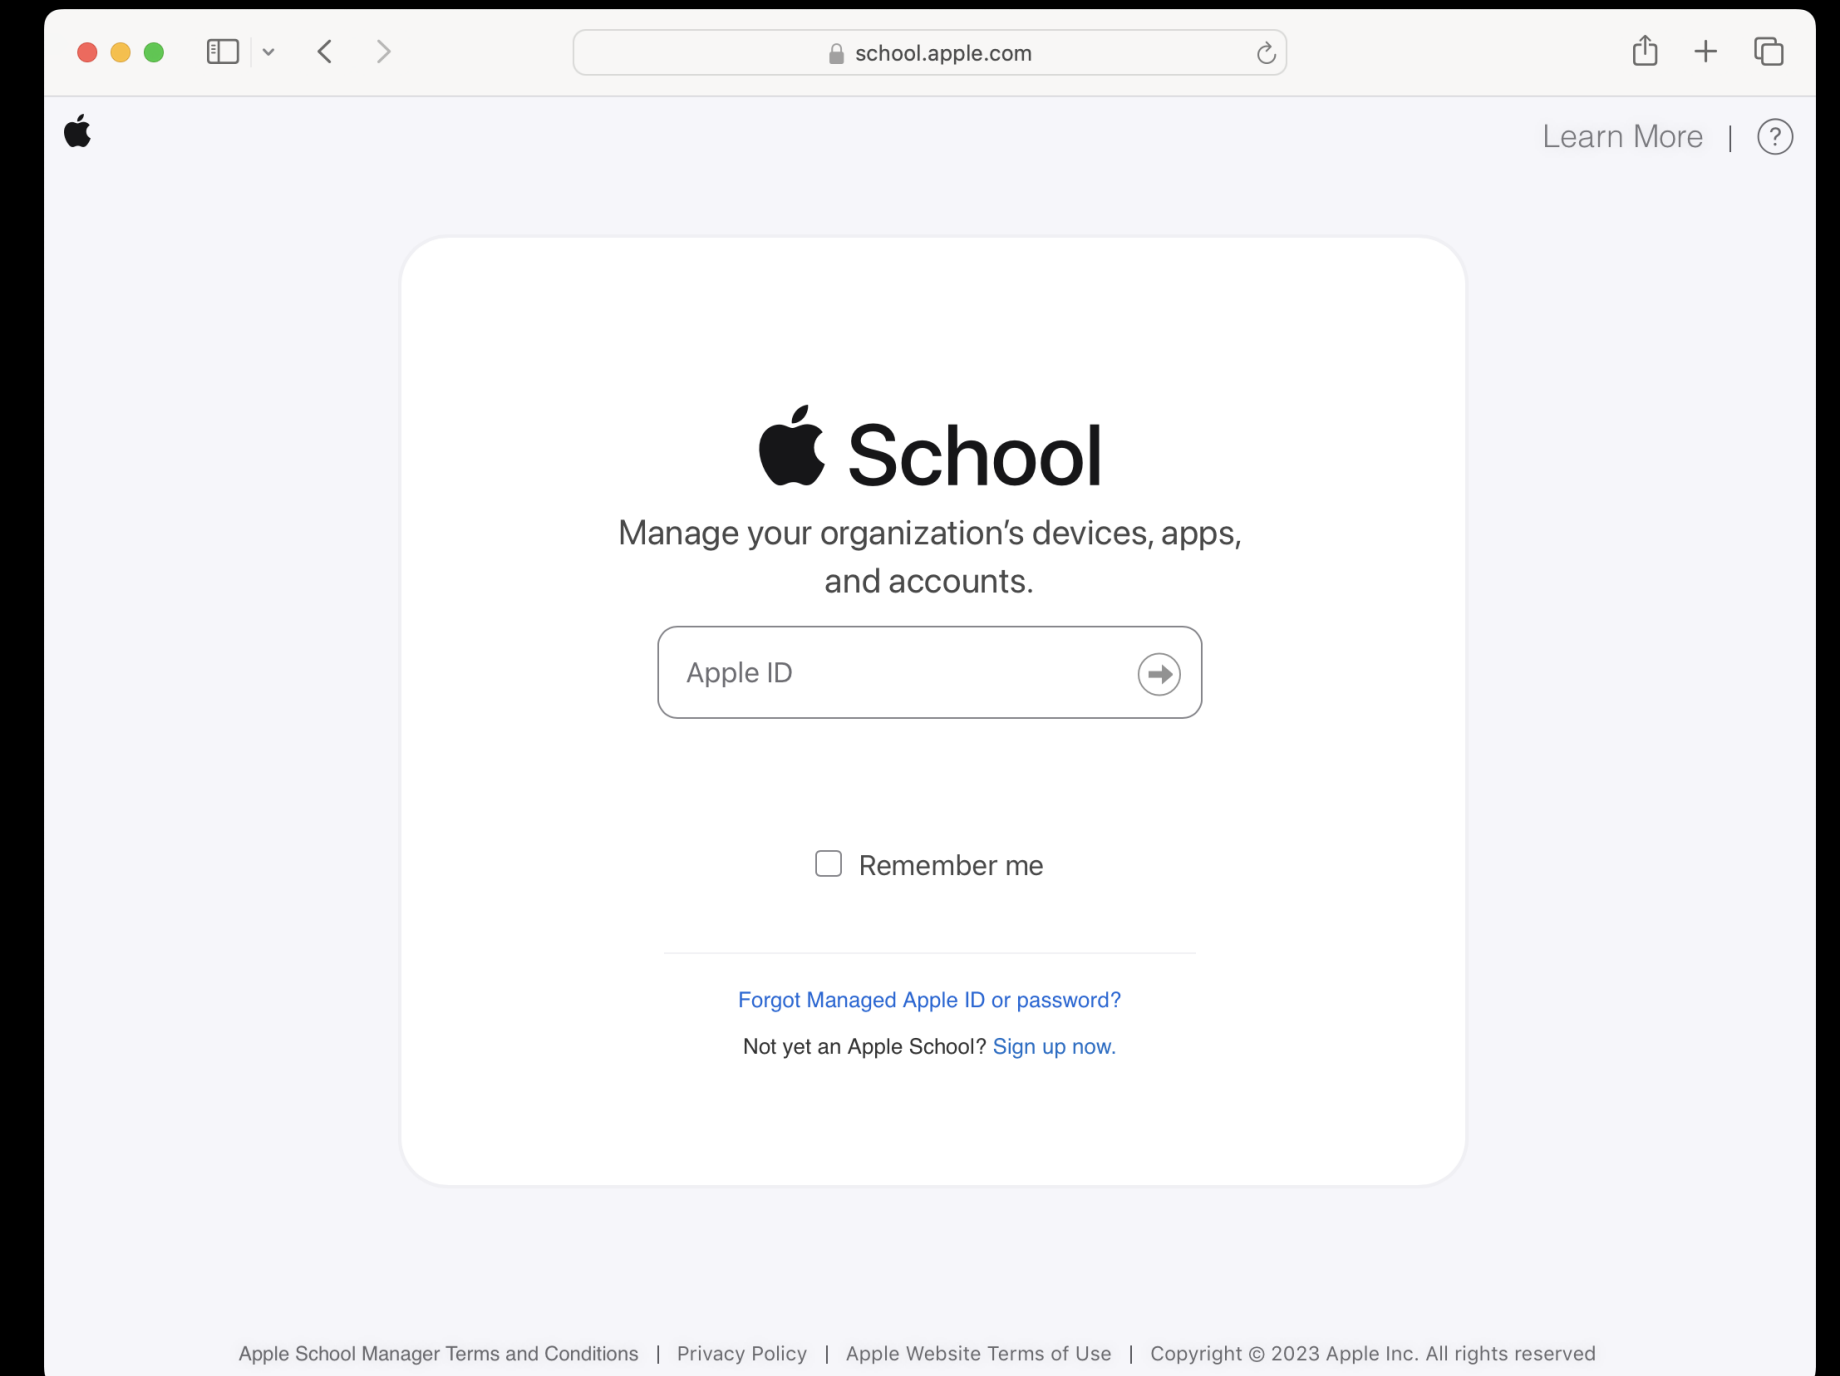 school.apple.com
Learn More | ?
School
Manage your organization’s devices, apps,
and accounts.
Apple ID
Remember me
Forgot Managed Apple ID or password?
Not yet an Apple School? Sign up now.
Apple School Manager Terms and Conditions | Privacy Policy | Apple Website Terms of Use | Copyright © 2023 Apple Inc. All rights reserved